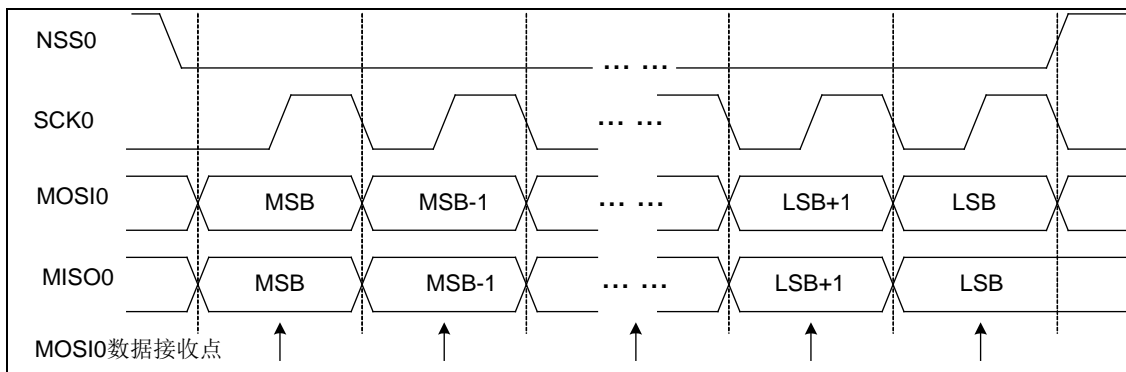 NSS0
... ...
SCK0
... ...
MOSI0 MSB MSB-1 ... ... LSB+1 LSB
MISO0 MSB MSB-1 ... ... LSB+1 LSB
MOSI0数据接收点